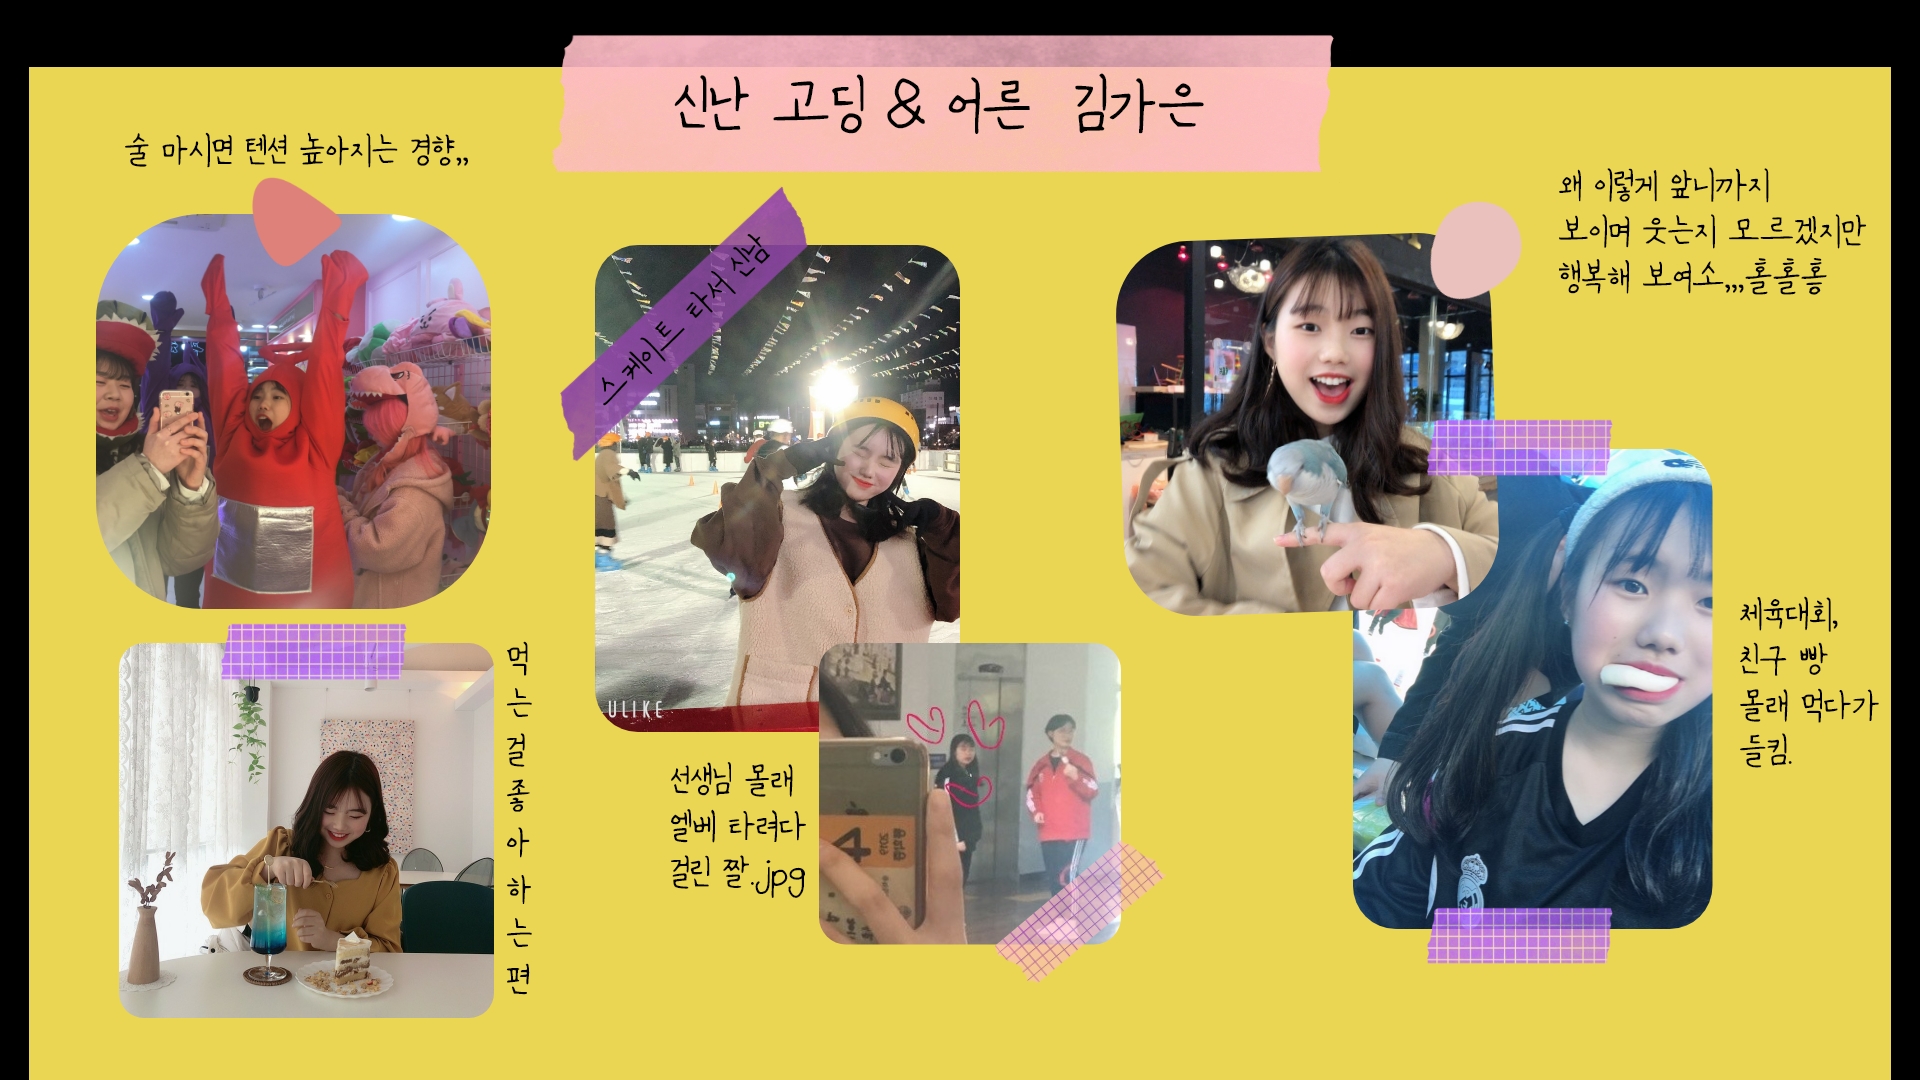 신난 고딩 & 어른 김가은
술 마시면 텐션 높아지는 경향,,
스케이트 타서 신남
왜 이렇게 앞니까지
보이며 웃는지 모르겠지만
행복해 보여소,,,홀홀홍
먹는걸좋아하는편
ULIKE
선생님 몰래
엘베 타려다
걸린 짤.jpg
체육대회,
친구 빵
몰래 먹다가
들킴.